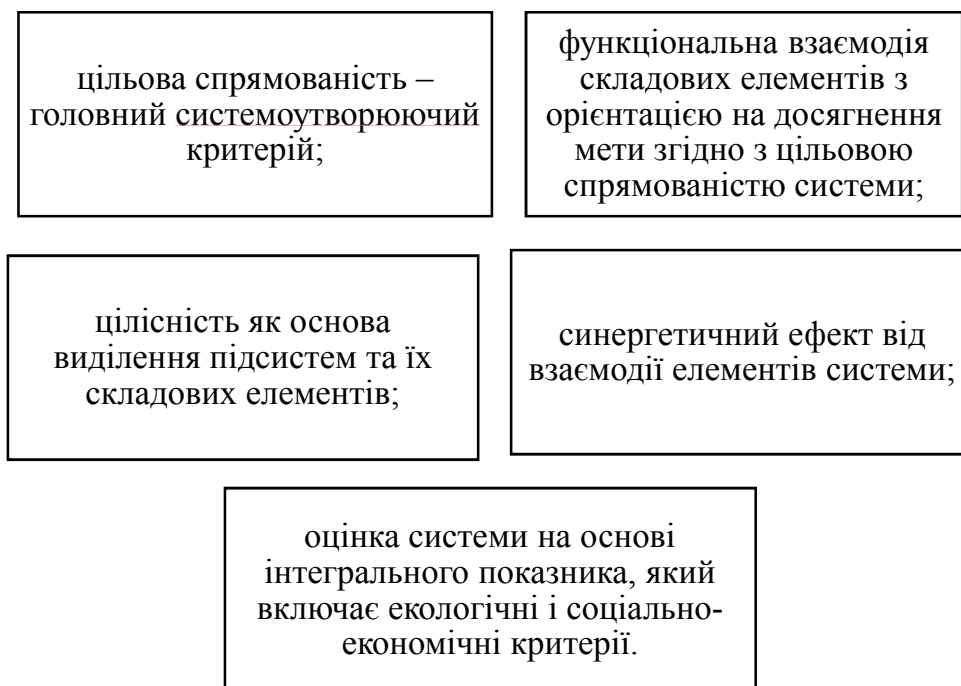 цільова спрямованість –
головний системоутворюючий
критерій;
функціональна взаємодія
складових елементів з
орієнтацією на досягнення
мети згідно з цільовою
спрямованістю системи;
цілісність як основа
виділення підсистем та їх
складових елементів;
синергетичний ефект від
взаємодії елементів системи;
оцінка системи на основі
інтегрального показника, який
включає екологічні і соціально-
економічні критерії.